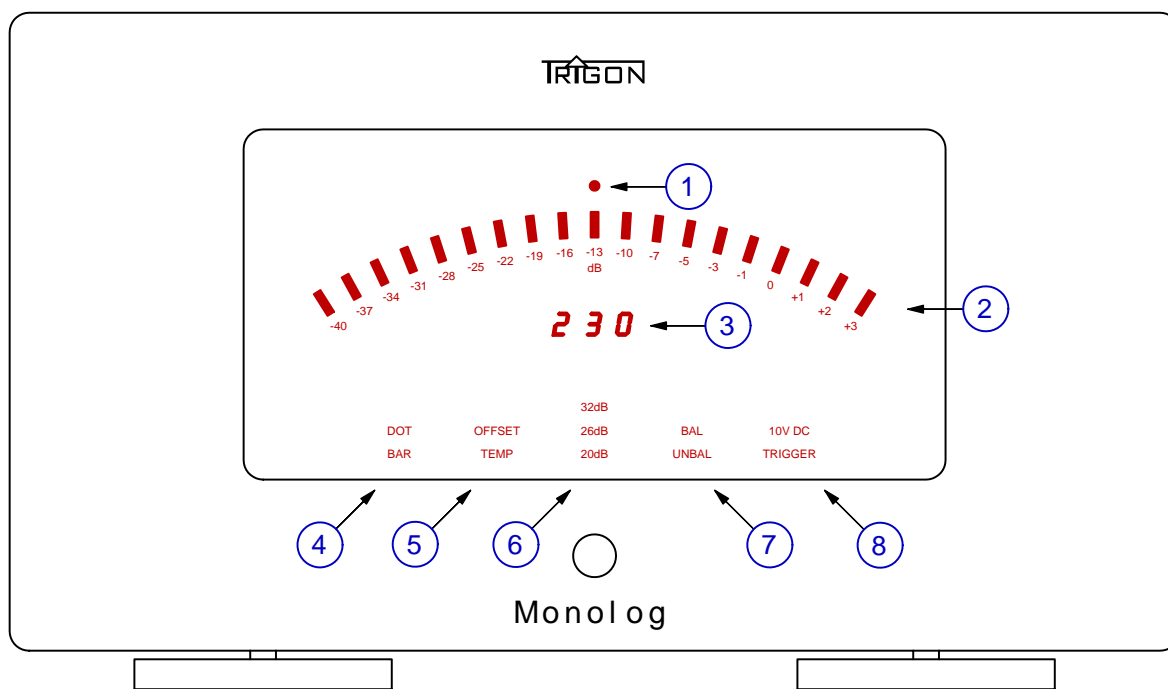 TRIGON
1
-40 -37 -34 -31 -28 -25 -22 -19 -16 -13 -10 -7 -5 -3 -1 0 +1 +2 +3
dB
2
230
3
32dB
DOT OFFSET 26dB BAL 10V DC
BAR TEMP 20dB UNBAL TRIGGER
4 5 6 7 8
Monolog